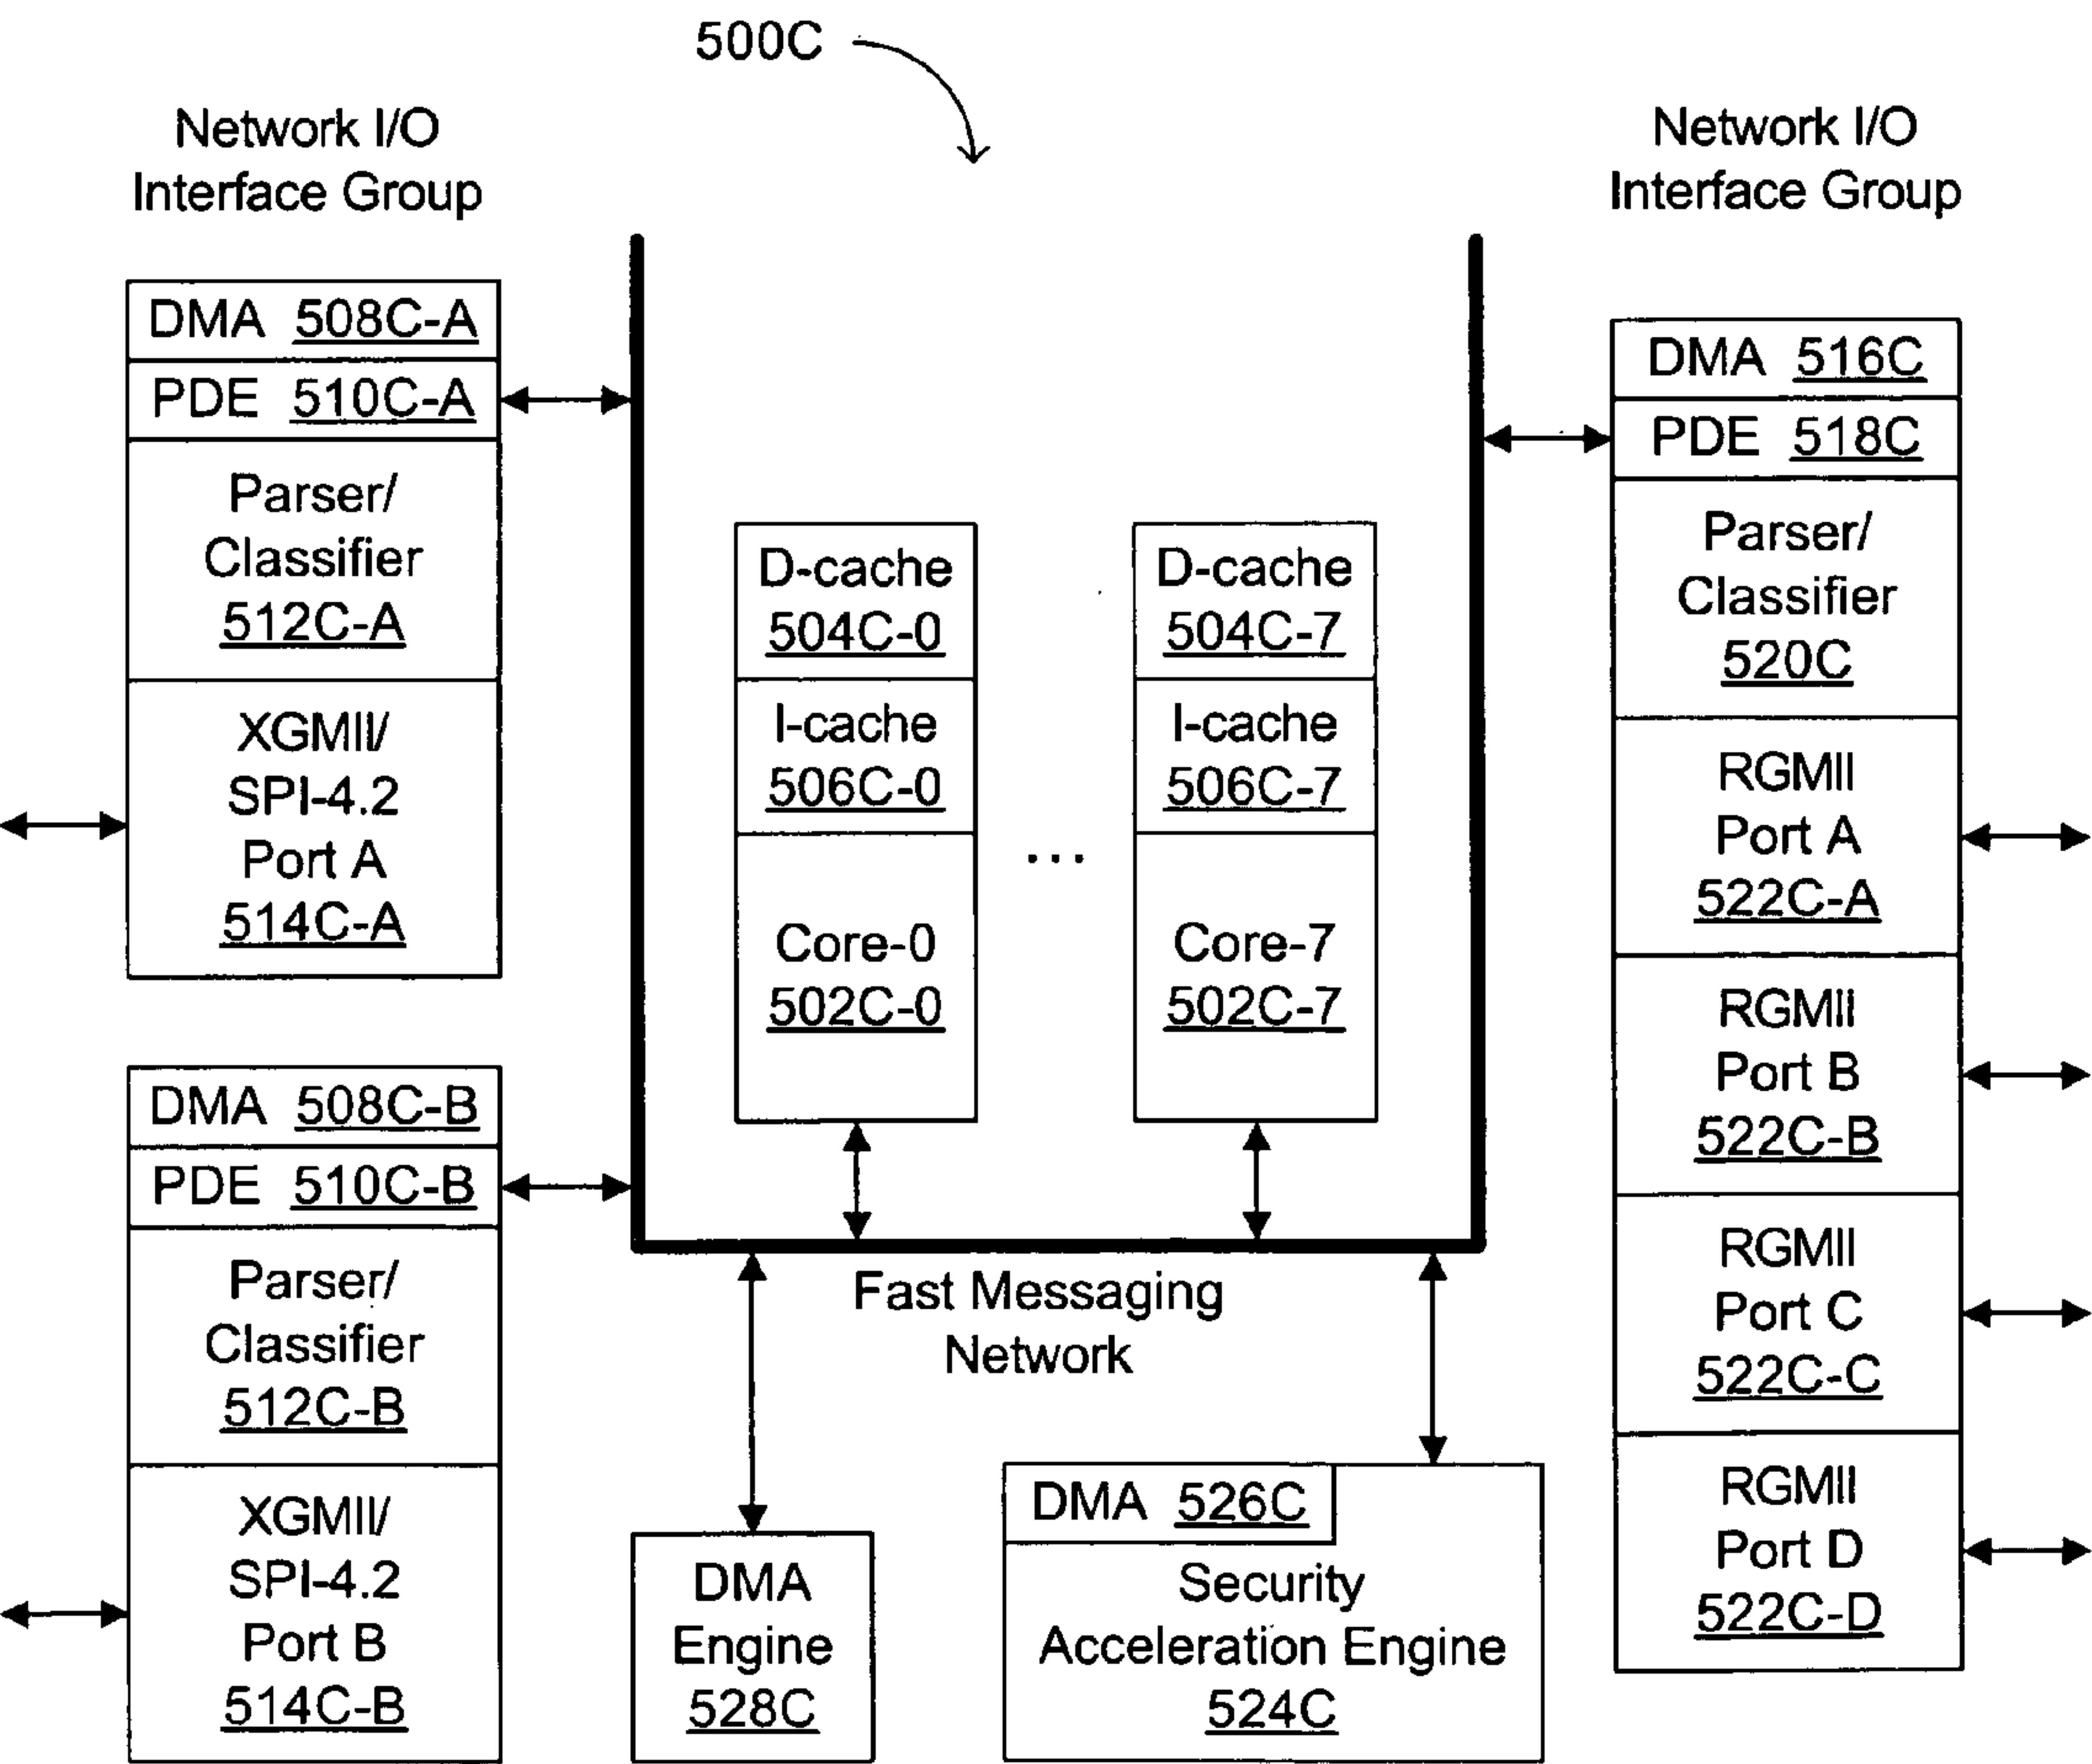 500C
Network I/O
Interface Group
DMA 508C-A
PDE 510C-A
Parser/
Classifier
512C-A
XGMII/
SPI-4.2
Port A
514C-A
DMA 508C-B
PDE 510C-B
Parser/
Classifier
512C-B
XGMII/
SPI-4.2
Port B
514C-B
D-cache
504C-0
I-cache
506C-0
Core-0
502C-0
...
D-cache
504C-7
I-cache
506C-7
Core-7
502C-7
Fast Messaging
Network
DMA
Engine
528C
DMA 526C
Security
Acceleration Engine
524C
Network I/O
Interface Group
DMA 516C
PDE 518C
Parser/
Classifier
520C
RGMII
Port A
522C-A
RGMII
Port B
522C-B
RGMII
Port C
522C-C
RGMII
Port D
522C-D